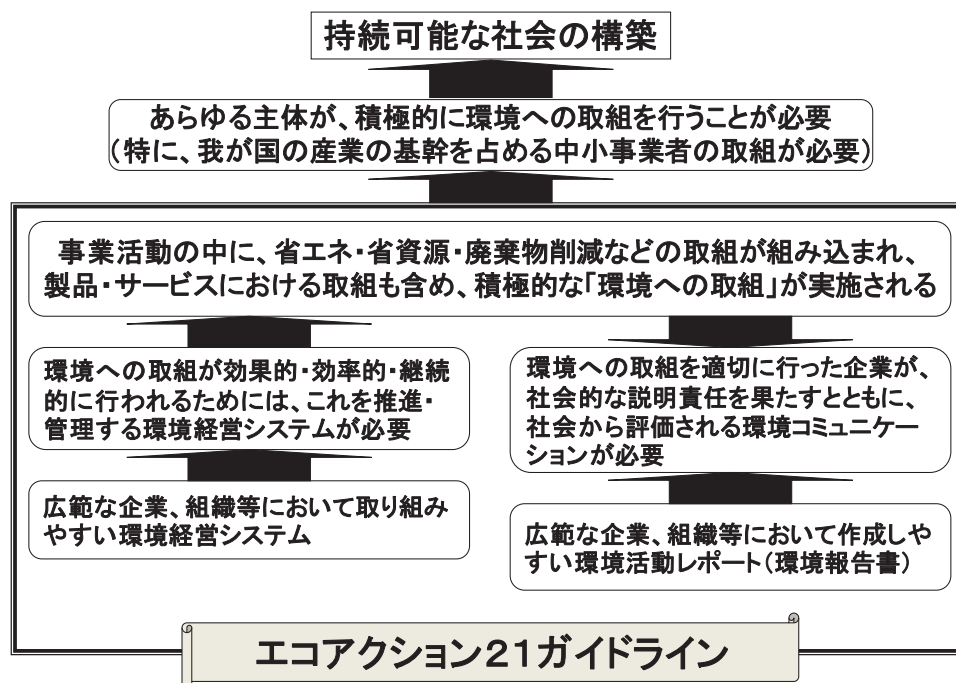 持続可能な社会の構築
あらゆる主体が、積極的に環境への取組を行うことが必要
(特に、我が国の産業の基幹を占める中小事業者の取組が必要)
事業活動の中に、省エネ・省資源・廃棄物削減などの取組が組み込まれ、
製品・サービスにおける取組も含め、積極的な「環境への取組」が実施される
環境への取組が効果的・効率的・継続
的に行われるためには、これを推進・
管理する環境経営システムが必要
広範な企業、組織等において取り組み
やすい環境経営システム
環境への取組を適切に行った企業が、
社会的な説明責任を果たすとともに、
社会から評価される環境コミュニケー
ションが必要
広範な企業、組織等において作成しや
すい環境活動レポート(環境報告書)
エコアクション21ガイドライン